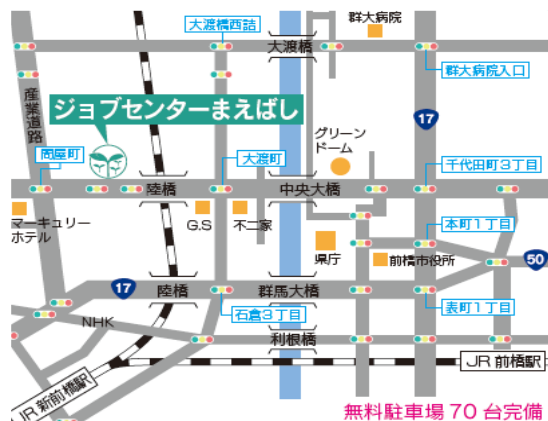 大渡橋西詰
大渡橋
群大病院
群大病院入口
産業道路
ジョブセンターまえばし
17
グリーン
ドーム
問屋町
大渡町
千代田町3丁目
陸橋
中央大橋
マーキュリー
ホテル
G.S
不二家
県庁
本町1丁目
前橋市役所
50
17
陸橋
群馬大橋
石倉3丁目
表町1丁目
NHK
利根橋
JR 新前橋駅
JR 前橋駅
無料駐車場70台完備